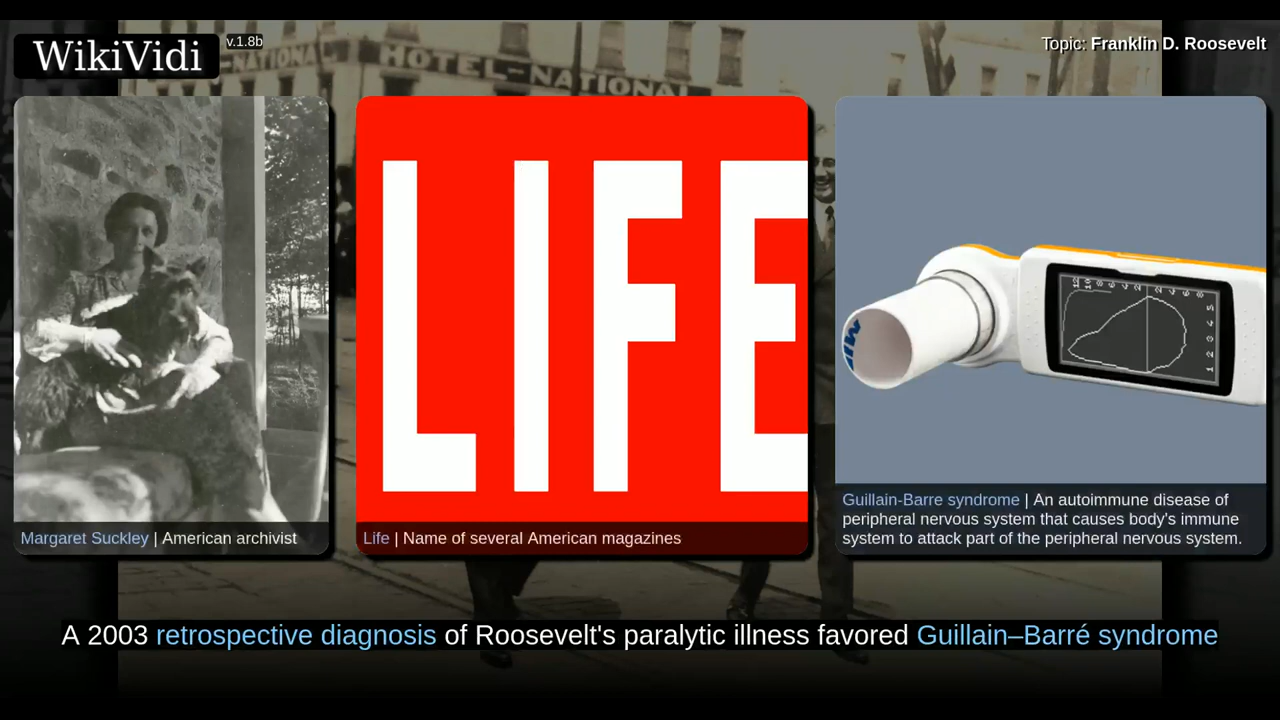 WikiVidi
v.1.8b
Topic: Franklin D. Roosevelt
-NATIONAL
HOTEL-NATIONAL
LIFE
MIR
Margaret Suckley | American archivist
Life | Name of several American magazines
Guillain-Barre syndrome | An autoimmune disease of
peripheral nervous system that causes body's immune
system to attack part of the peripheral nervous system.
A 2003 retrospective diagnosis of Roosevelt's paralytic illness favored Guillain–Barré syndrome